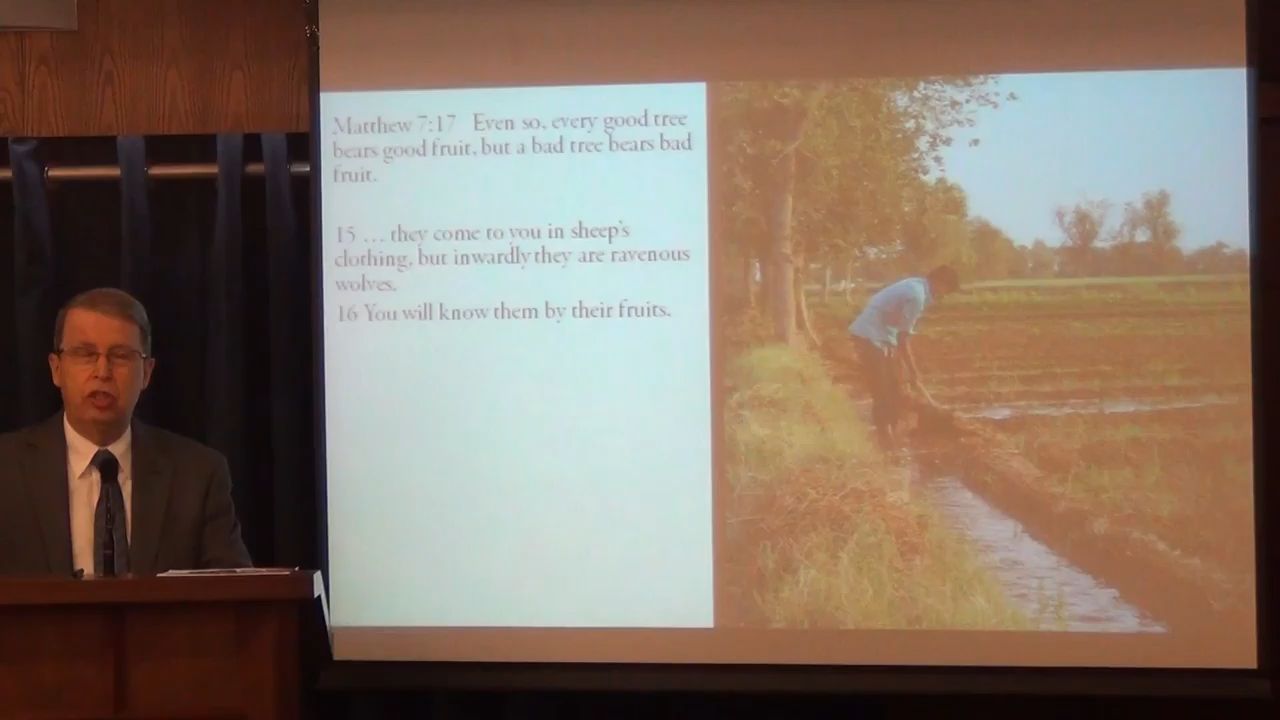 Matthew 7:17 Even so, every good tree
bears good fruit, but a bad tree bears bad
fruit.
15 … they come to you in sheep's
clothing, but inwardly they are ravenous
wolves.
16 You will know them by their fruits.